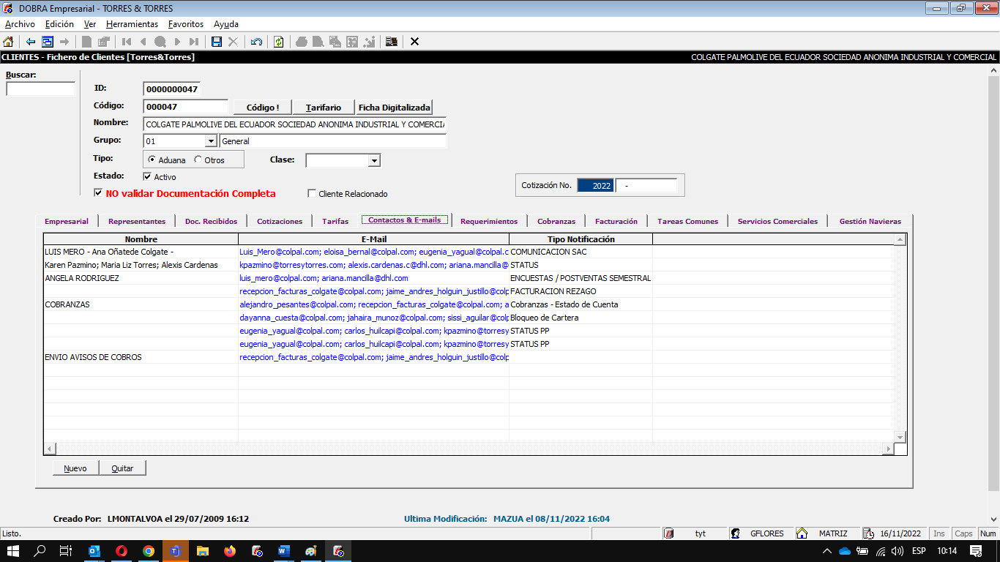 DOBRA Empresarial - TORRES & TORRES
Archivo Edición Ver Herramientas Favoritos Ayuda
CLIENTES - Fichero de Clientes [Torres&Torres] COLGATE PALMOLIVE DEL ECUADOR SOCIEDAD ANONIMA INDUSTRIAL Y COMERCIAL
Buscar:
ID: 0000000047
Código: 000047 Código ! Tarifario Ficha Digitalizada
Nombre: COLGATE PALMOLIVE DEL ECUADOR SOCIEDAD ANONIMA INDUSTRIAL Y COMERCIA
Grupo: 01 General
Tipo: Aduana Otros Clase:
Estado: Activo
Cotización No. 2022 -
NO validar Documentación Completa Cliente Relacionado
Empresarial Representantes Doc. Recibidos Cotizaciones Tarifas Contactos & E-mails Requerimientos Cobranzas Facturación Tareas Comunes Servicios Comerciales Gestión Navieras
Nombre E-Mail Tipo Notificación
LUIS MERO - Ana Oñatede Colgate - Luis_Mero@colpal.com; eloisa_bernal@colpal.com; eugenia_yagual@colpal.c COMUNICACION SAC
Karen Pazmino; Maria Liz Torres; Alexis Cardenas kpazmino@torresytorres.com; alexis.cardenas.c@dhl.com; ariana.mancilla@ STATUS
ANGELA RODRIGUEZ luis_mero@colpal.com; ariana.mancilla@dhl.com ENCUESTAS / POSTVENTAS SEMESTRAL
recepcion_facturas_colgate@colpal.com; jaime_andres_holguin_justillo@colp FACTURACION REZAGO
COBRANZAS alejandro_pesantes@colpal.com; recepcion_facturas_colgate@colpal.com; a Cobranzas - Estado de Cuenta
dayanna_cuesta@colpal.com; jahaira_munoz@colpal.com; sissi_aguilar@colp Bloqueo de Cartera
eugenia_yagual@colpal.com; carlos_huilcapi@colpal.com; kpazmino@torresy STATUS PP
eugenia_yagual@colpal.com; carlos_huilcapi@colpal.com; kpazmino@torresy STATUS PP
ENVIO AVISOS DE COBROS recepcion_facturas_colgate@colpal.com; jaime_andres_holguin_justillo@colp
Nuevo Quitar
Creado Por: LMONTALVOA el 29/07/2009 16:12 Ultima Modificación: MAZUA el 08/11/2022 16:04
Listo. tyt GFLORES MATRIZ 16/11/2022 Ins Caps Num
ESP 10:14